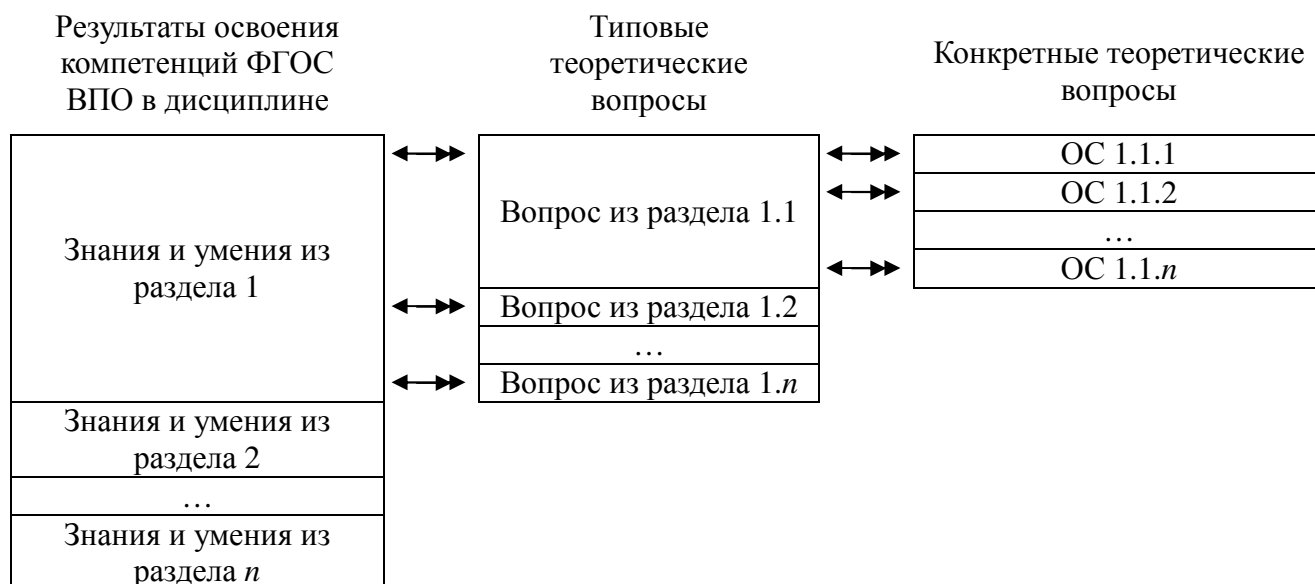 Результаты освоения
компетенций ФГОС
ВПО в дисциплине
Типовые
теоретические
вопросы
Конкретные теоретические
вопросы
Знания и умения из
раздела 1
Вопрос из раздела 1.1
ОС 1.1.1
ОС 1.1.2
…
ОС 1.1.n
Вопрос из раздела 1.2
…
Вопрос из раздела 1.n
Знания и умения из
раздела 2
…
Знания и умения из
раздела n